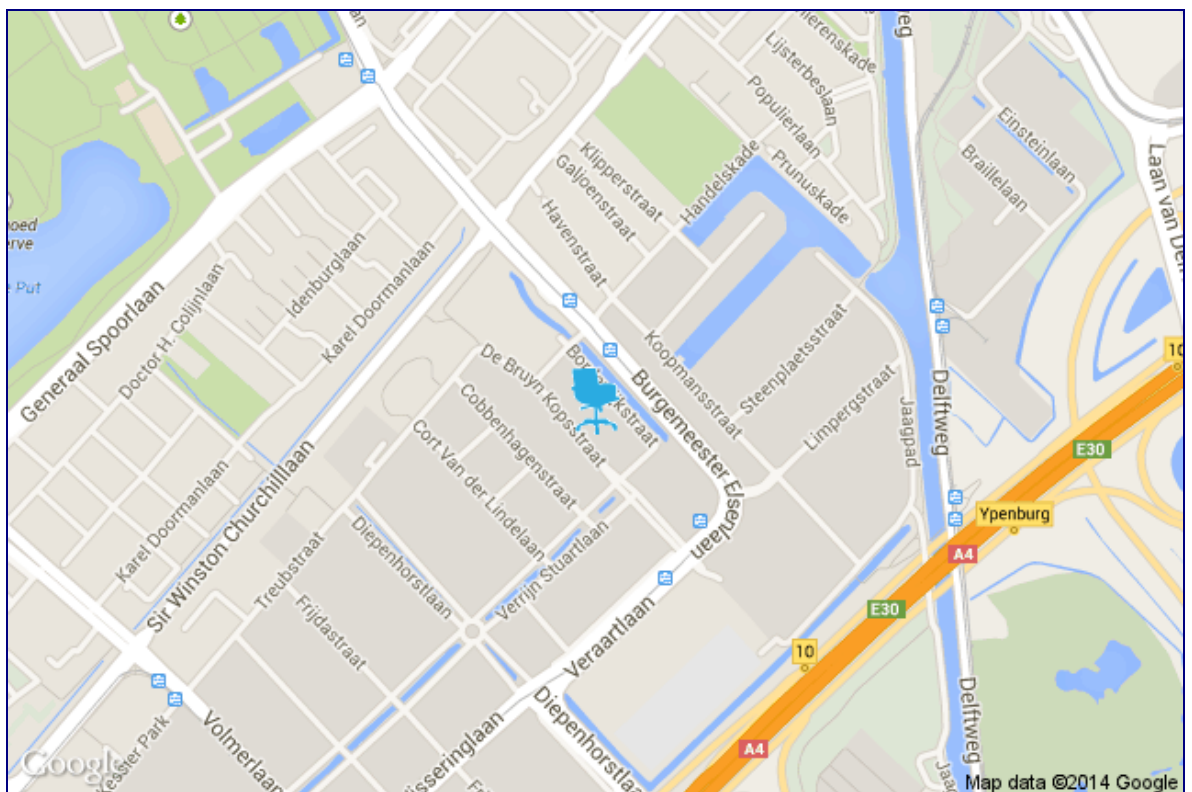 Delftweg
Lijsterbeslaan
Populierlaan
Prunuskade
Einsteinlaan
Braillelaan
Klipperstraat
Galjoenstraat
Handelskade
Havenstraat
Idenburglaan
Karel Doormanlaan
Doctor H. Colijnlaan
Generaal Spoorlaan
Put
De Bruyn Kopsstraat
Cobbenhagenstraat
Cort Van der Lindelaan
Koopmansstraat
Burgemeester Elsenlaan
Steenplaetsstraat
Limpergstraat
Jaagpad
Delftweg
10
E30
Ypenburg
A4
E30
Karel Doormanlaan
Sir Winston Churchilllaan
Treubstraat
Diepenhorstlaan
Verrijn Stuartlaan
Frijdastraat
Veraartlaan
10
Delftweg
Volmerlaan
Diepenhorstlaan
A4
Google
Map data ©2014 Google